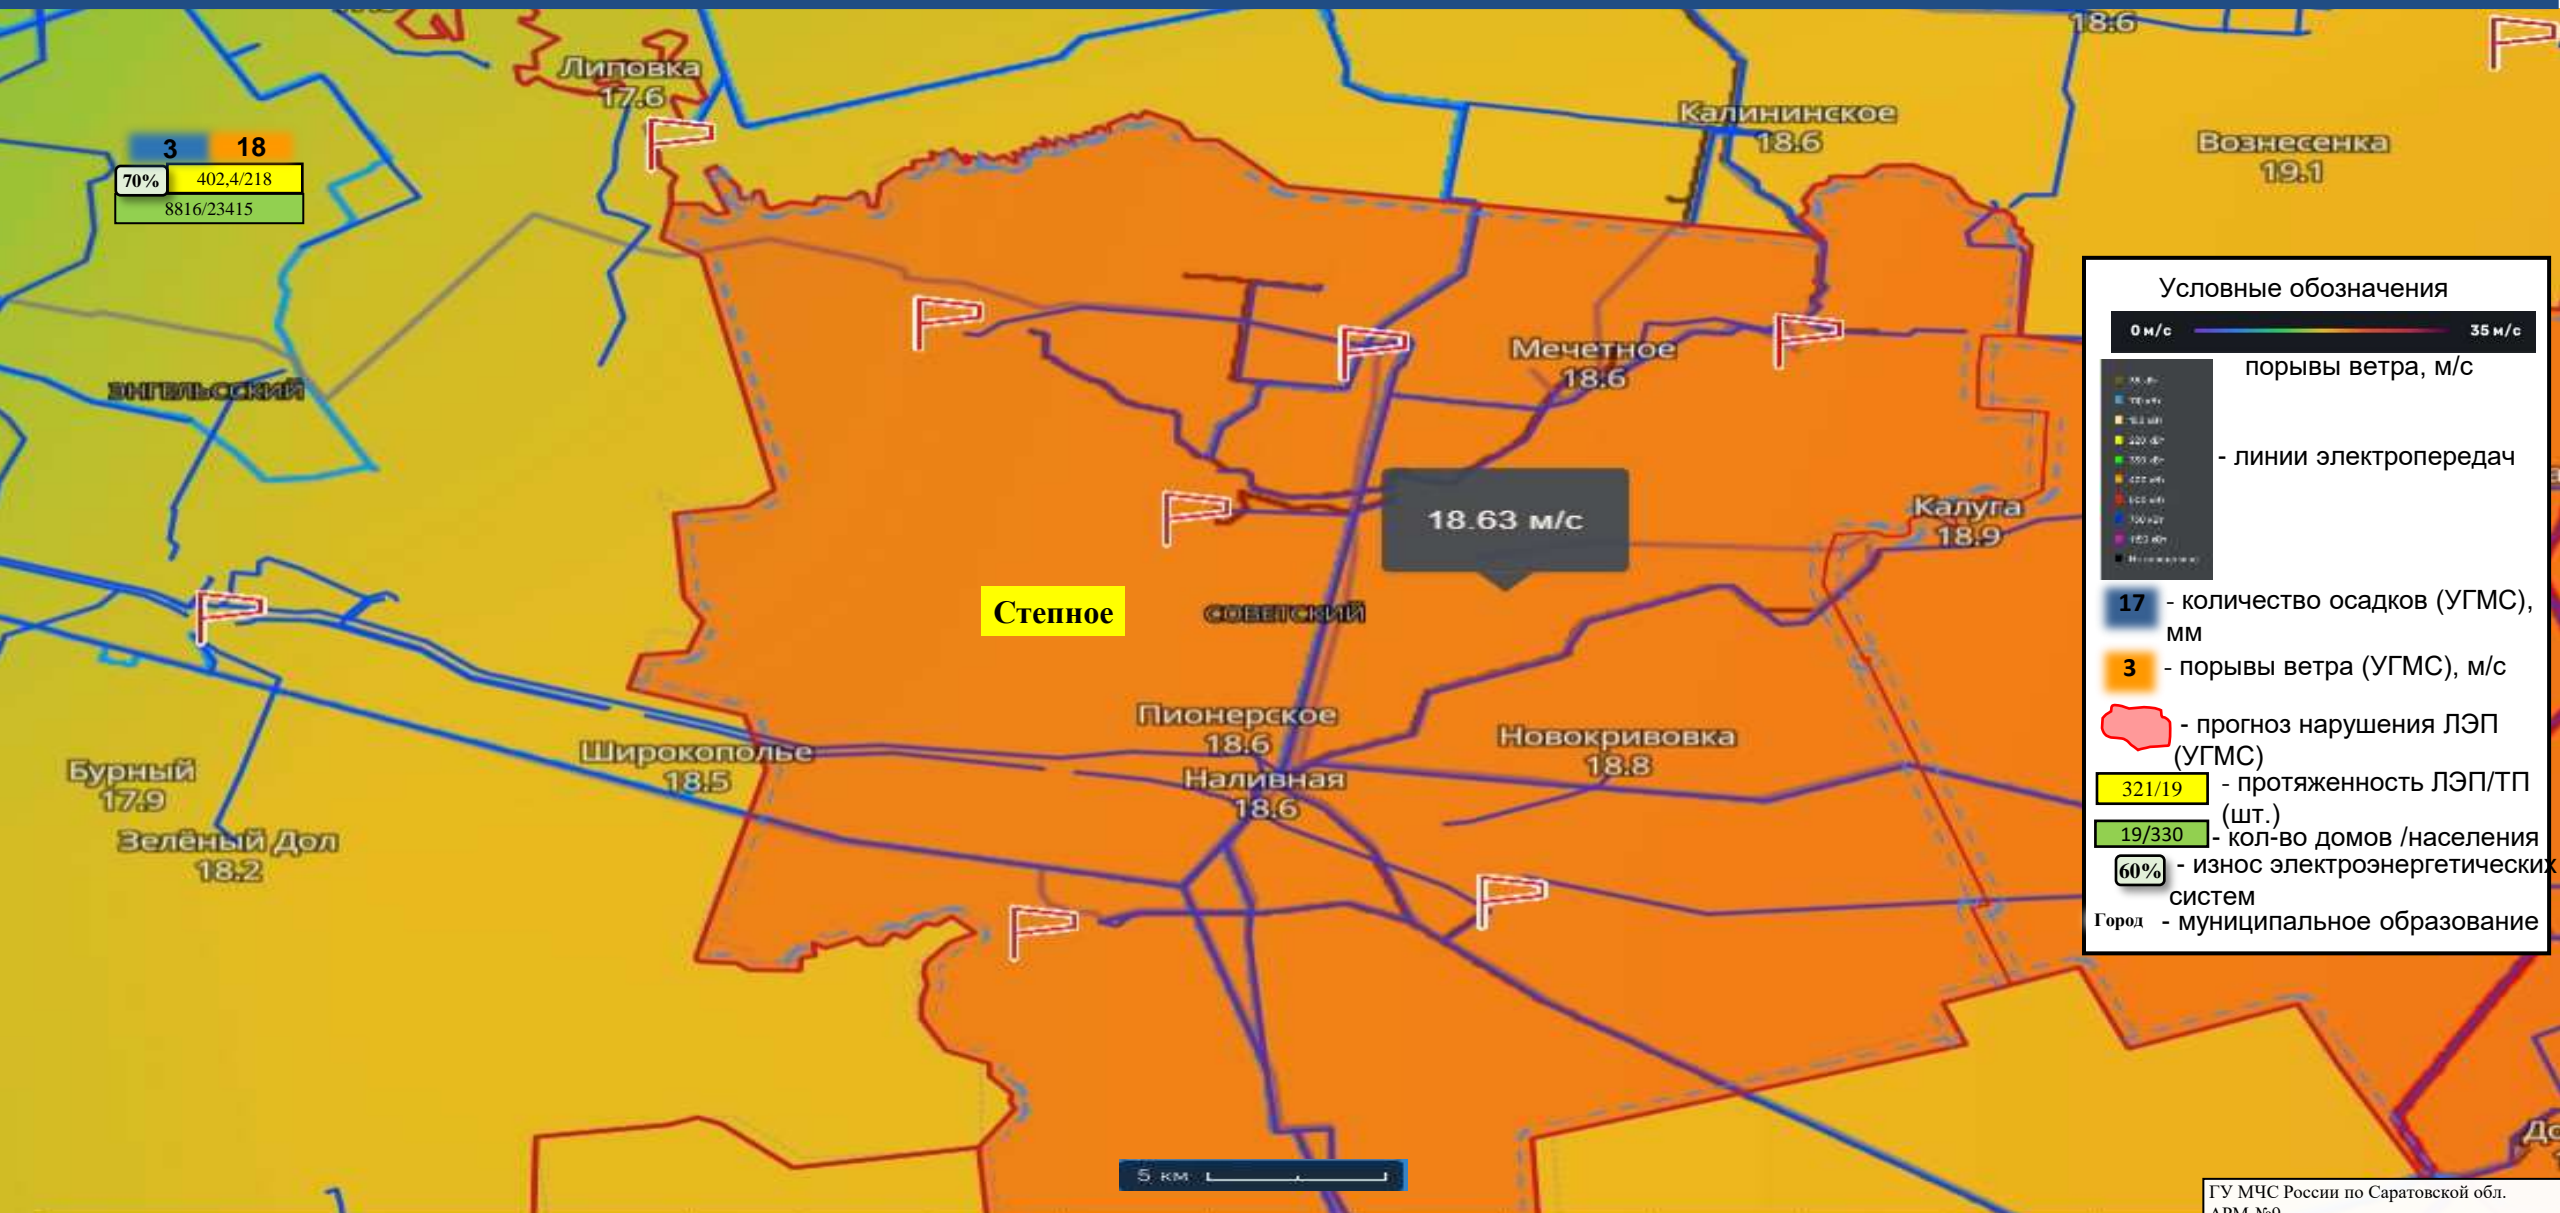 18.6
Липовка
17.6
Калининское
18.6
Вознесенка
19.1
3
18
70%
402,4/218
8816/23415
ЭНГЕЛЬССКИЙ
Мечетное
18.6
18.63 м/с
Калуга
18.9
Степное
СОВЕТСКИЙ
Пионерское
18.6
Широкополье
18.5
Новокривовка
18.8
Наливная
18.6
Бурный
17.9
Зелёный Дол
18.2
5 км
Условные обозначения
0 м/с
35 м/с
порывы ветра, м/с
- линии электропередач
17 - количество осадков (УГМС),
мм
3 - порывы ветра (УГМС), м/с
- прогноз нарушения ЛЭП
(УГМС)
321/19 - протяженность ЛЭП/ТП
(шт.)
19/330 - кол-во домов /населения
60% - износ электроэнергетических
систем
Город - муниципальное образование
ГУ МЧС России по Саратовской обл.